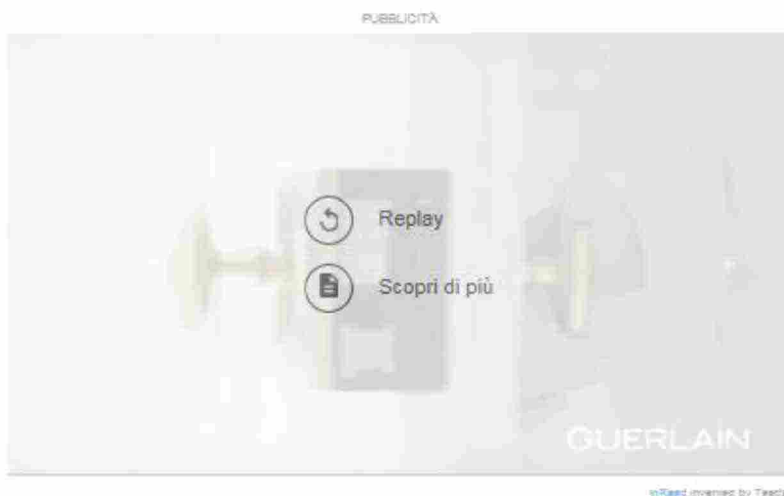 PUBBLICITÀ
Replay
Scopri di più
GUERLAIN
inRead invented by Teads